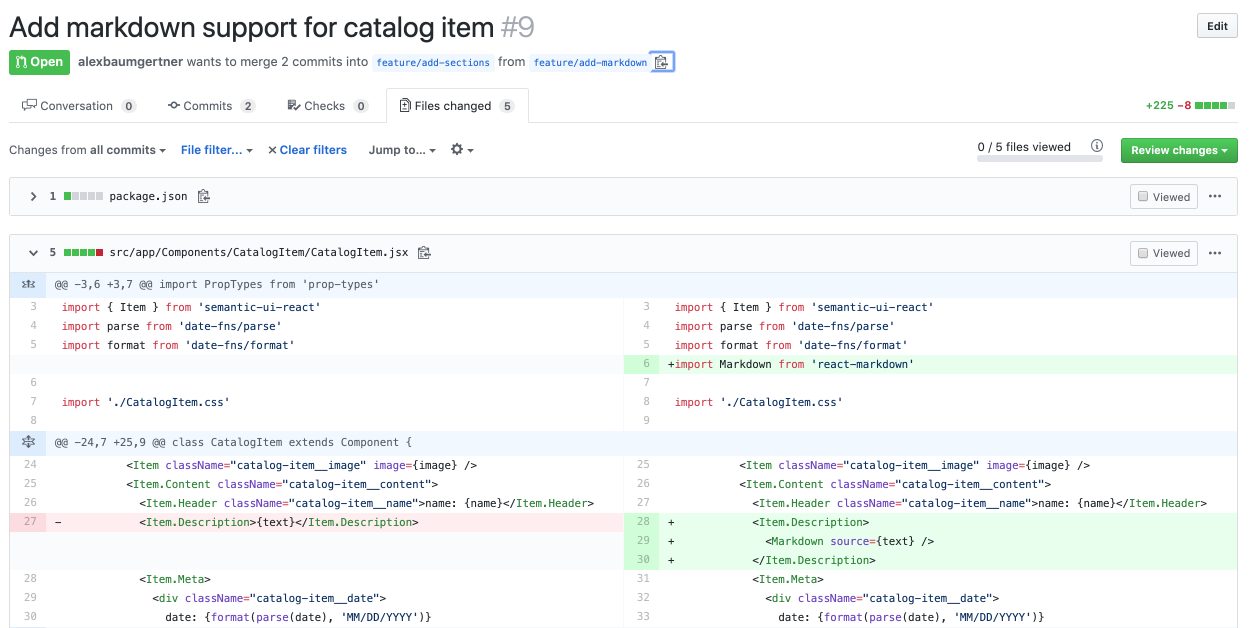 Add markdown support for catalog item #9
Edit
Open alexbaumgertner wants to merge 2 commits into feature/add-sections from feature/add-markdown
Conversation 0 Commits 2 Checks 0 Files changed 5 +225 −8
Changes from all commits File filter... × Clear filters Jump to... 0 / 5 files viewed Review changes
1 package.json Viewed ...
5 src/app/Components/CatalogItem/CatalogItem.jsx Viewed ...
@@ -3,6 +3,7 @@ import PropTypes from 'prop-types'
3 import { Item } from 'semantic-ui-react' 3 import { Item } from 'semantic-ui-react'
4 import parse from 'date-fns/parse' 4 import parse from 'date-fns/parse'
5 import format from 'date-fns/format' 5 import format from 'date-fns/format'
6 +import Markdown from 'react-markdown'
6 7
7 import './CatalogItem.css' 8 import './CatalogItem.css'
8 9
@@ -24,7 +25,9 @@ class CatalogItem extends Component {
24 <Item className="catalog-item__image" image={image} /> 25 <Item className="catalog-item__image" image={image} />
25 <Item.Content className="catalog-item__content"> 26 <Item.Content className="catalog-item__content">
26 <Item.Header className="catalog-item__name">name: {name}</Item.Header> 27 <Item.Header className="catalog-item__name">name: {name}</Item.Header>
27 - <Item.Description>{text}</Item.Description> 28 + <Item.Description>
29 + <Markdown source={text} />
30 + </Item.Description>
28 <Item.Meta> 31 <Item.Meta>
29 <div className="catalog-item__date"> 32 <div className="catalog-item__date">
30 date: {format(parse(date), 'MM/DD/YYYY')} 33 date: {format(parse(date), 'MM/DD/YYYY')}